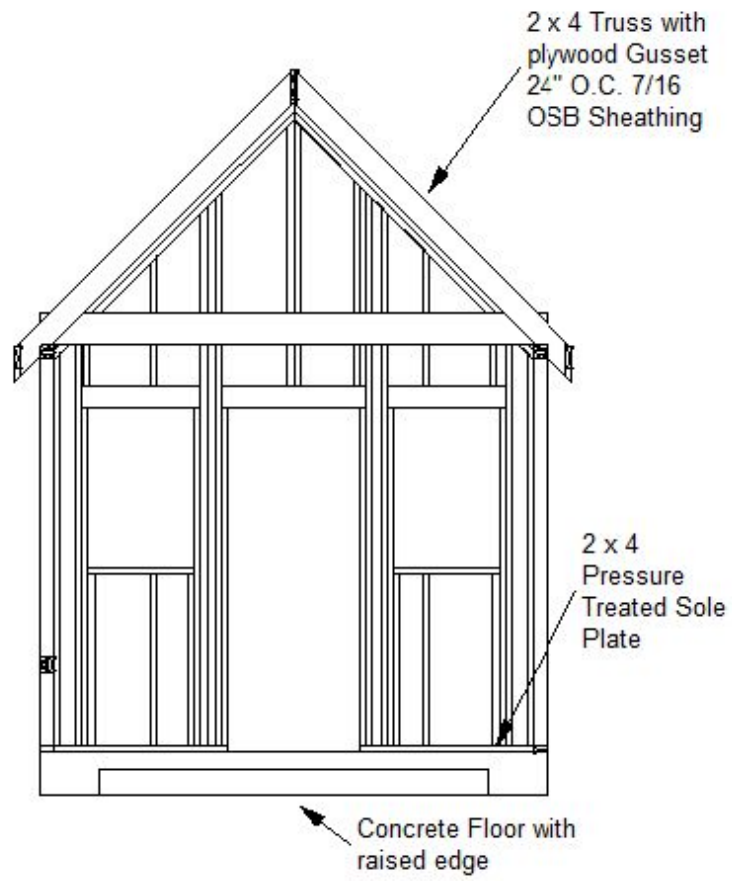 2 x 4 Truss with
plywood Gusset
24" O.C. 7/16
OSB Sheathing
2 x 4
Pressure
Treated Sole
Plate
Concrete Floor with
raised edge